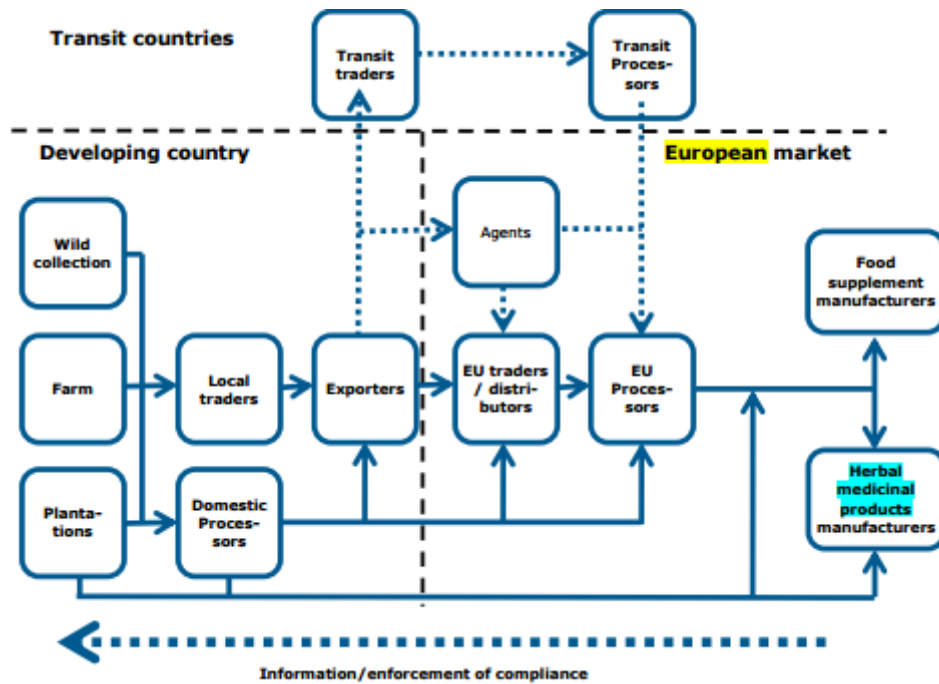 Transit countries
Transit
traders
Transit
Proces-
sors
Developing country
European market
Wild
collection
Agents
Food
supplement
manufacturers
Farm
Local
traders
Exporters
EU traders
/ distri-
butors
EU
Proces-
sors
Planta-
tions
Domestic
Proces-
sors
Herbal
medicinal
products
manufacturers
Information/enforcement of compliance